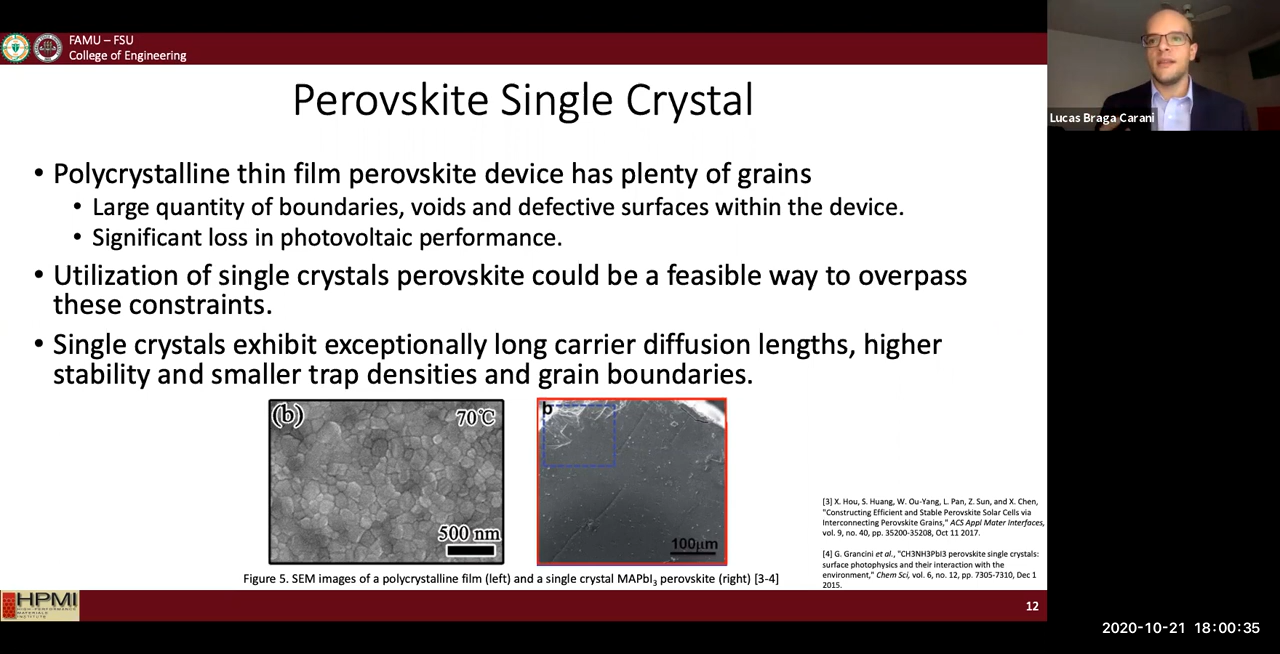 FAMU – FSU
College of Engineering
Perovskite Single Crystal
• Polycrystalline thin film perovskite device has plenty of grains
• Large quantity of boundaries, voids and defective surfaces within the device.
• Significant loss in photovoltaic performance.
• Utilization of single crystals perovskite could be a feasible way to overpass
these constraints.
• Single crystals exhibit exceptionally long carrier diffusion lengths, higher
stability and smaller trap densities and grain boundaries.
(b)
70℃
500 nm
b
100µm
Figure 5. SEM images of a polycrystalline film (left) and a single crystal MAPbI₃ perovskite (right) [3-4]
[3] X. Hou, S. Huang, W. Ou-Yang, L. Pan, Z. Sun, and X. Chen,
"Constructing Efficient and Stable Perovskite Solar Cells via
Interconnecting Perovskite Grains," ACS Appl Mater Interfaces,
vol. 9, no. 40, pp. 35200-35208, Oct 11 2017.
[4] G. Grancini et al., "CH3NH3PbI3 perovskite single crystals:
surface photophysics and their interaction with the
environment," Chem Sci, vol. 6, no. 12, pp. 7305-7310, Dec 1
2015.
HPMI
HIGH-PERFORMANCE
MATERIALS
INSTITUTE
12
Lucas Braga Carani
2020-10-21 18:00:35